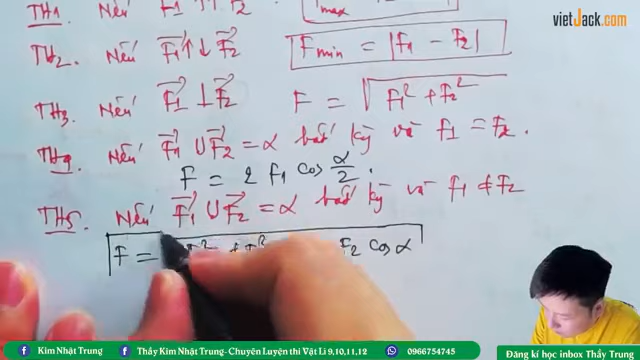 TH1. Nếu F1 ↑↑ F2 max
vietJack.com
TH2. Nếu F1 ↑↓ F2 Fmin = |F1 - F2|
TH3. Nếu F1 ⊥ F2 F = √F1² + F2²
TH4. Nếu F1 ∪ F2 = α bất kỳ và F1 = F2.
F = 2 F1 cos α/2.
TH5. Nếu F1 ∪ F2 = α bất kỳ và F1 ≠ F2
F = F2 cos α
Kim Nhật Trung
Thầy Kim Nhật Trung- Chuyên Luyện thi Vật Lí 9,10,11,12
0966754745
Đăng kí học inbox Thầy Trung